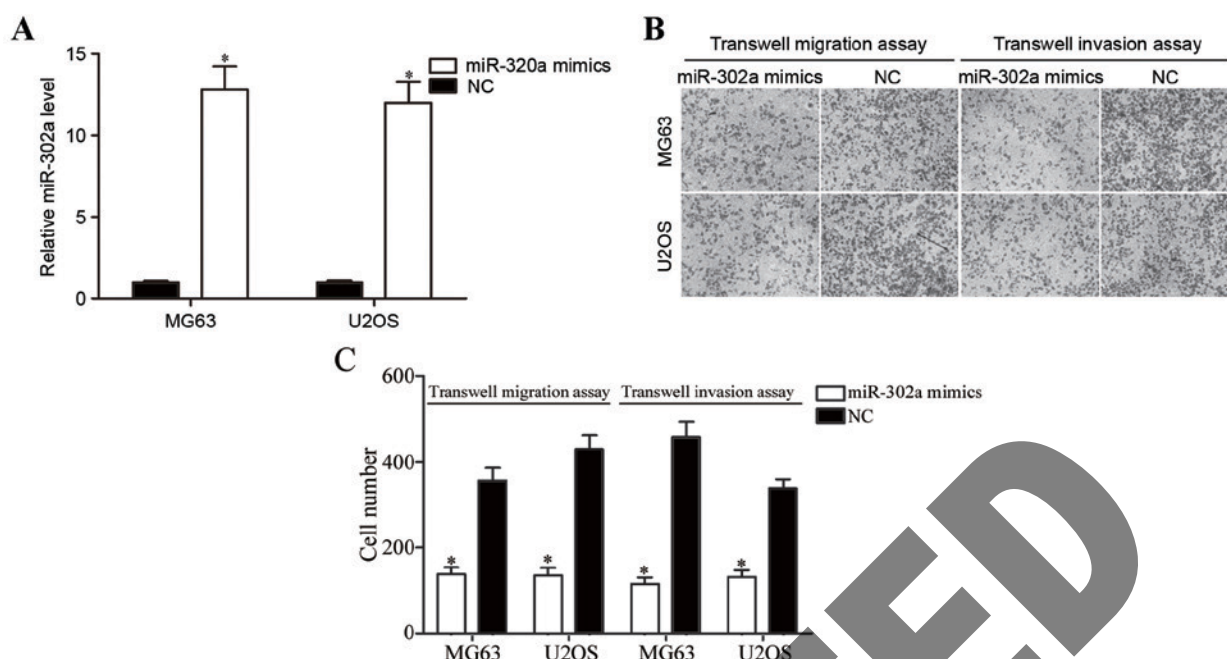 A
Relative miR-302a level
15
10
5
0
*
*
MG63
U2OS
miR-320a mimics
NC
B
Transwell migration assay
Transwell invasion assay
miR-302a mimics
NC
miR-302a mimics
NC
MG63
U2OS
C
Cell number
600
400
200
0
Transwell migration assay
Transwell invasion assay
*
*
*
*
MG63
U2OS
MG63
U2OS
miR-302a mimics
NC
ED